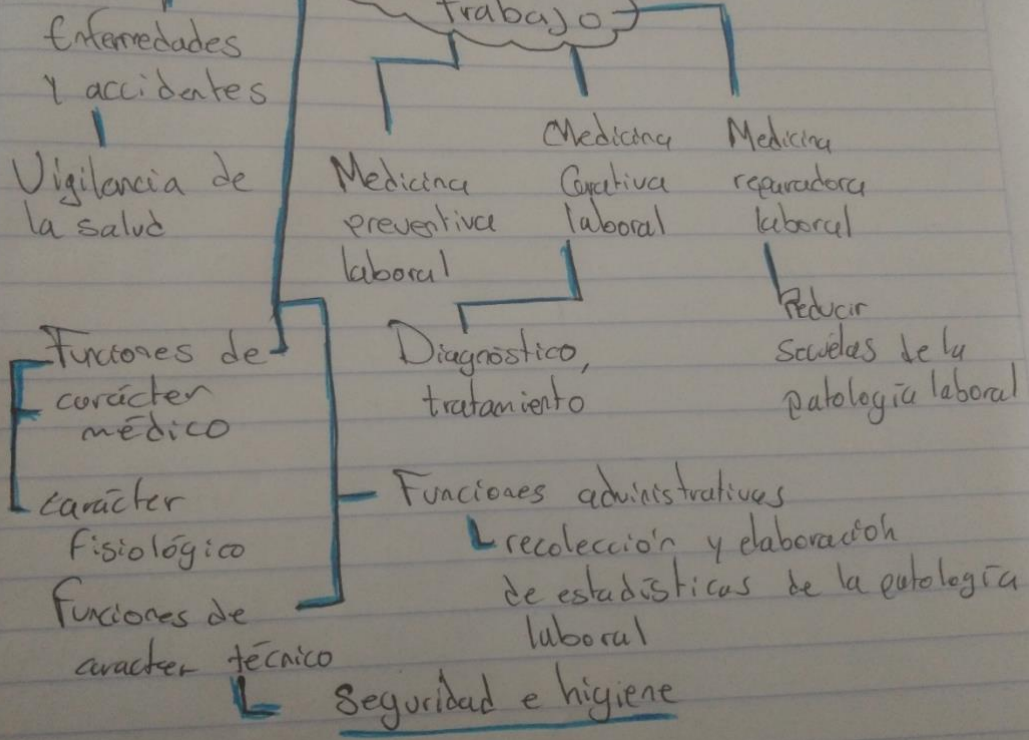 trabajo
Enfermedades
y accidentes
Vigilancia de
la salud
Medicina
preventiva
laboral
Medicina
Curativa
laboral
Medicina
reparadora
laboral
Diagnóstico,
tratamiento
Reducir
secuelas de la
patología laboral
Funciones de
carácter
médico
carácter
fisiológico
Funciones de
caracter técnico
Seguridad e higiene
Funciones administrativas
recolección y elaboración
de estadísticas de la patología
laboral